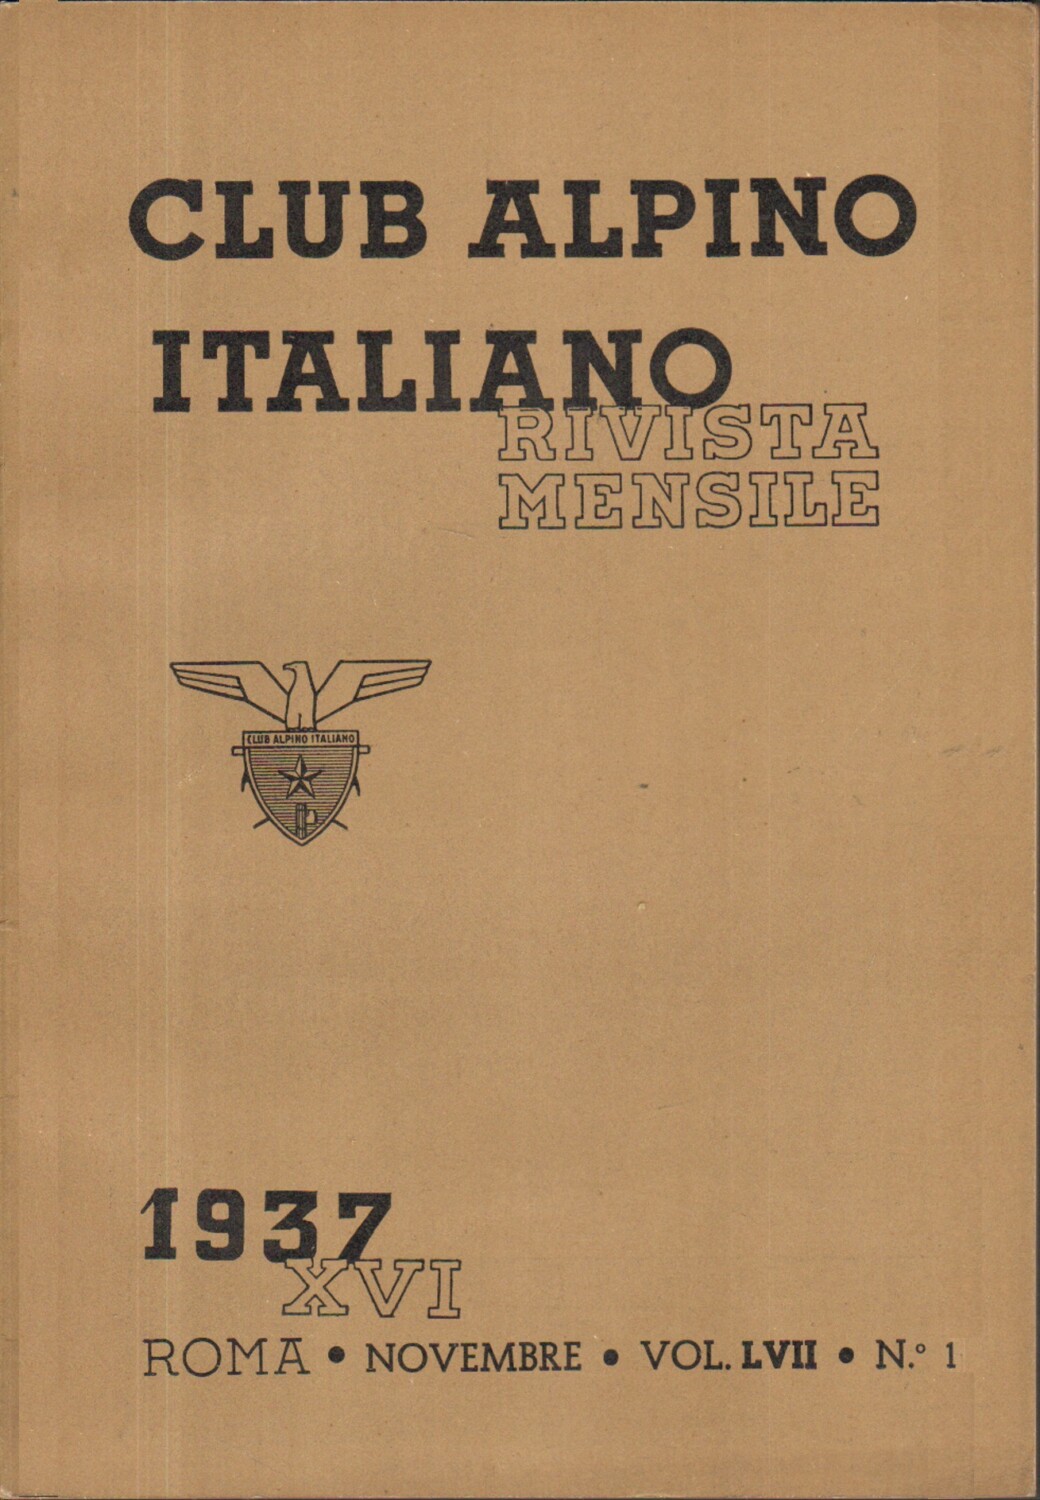 CLUB ALPINO
ITALIANO
RIVISTA
MENSILE
CLUB ALPINO ITALIANO
1937
XVI
ROMA • NOVEMBRE • VOL. LVII • N.° 1